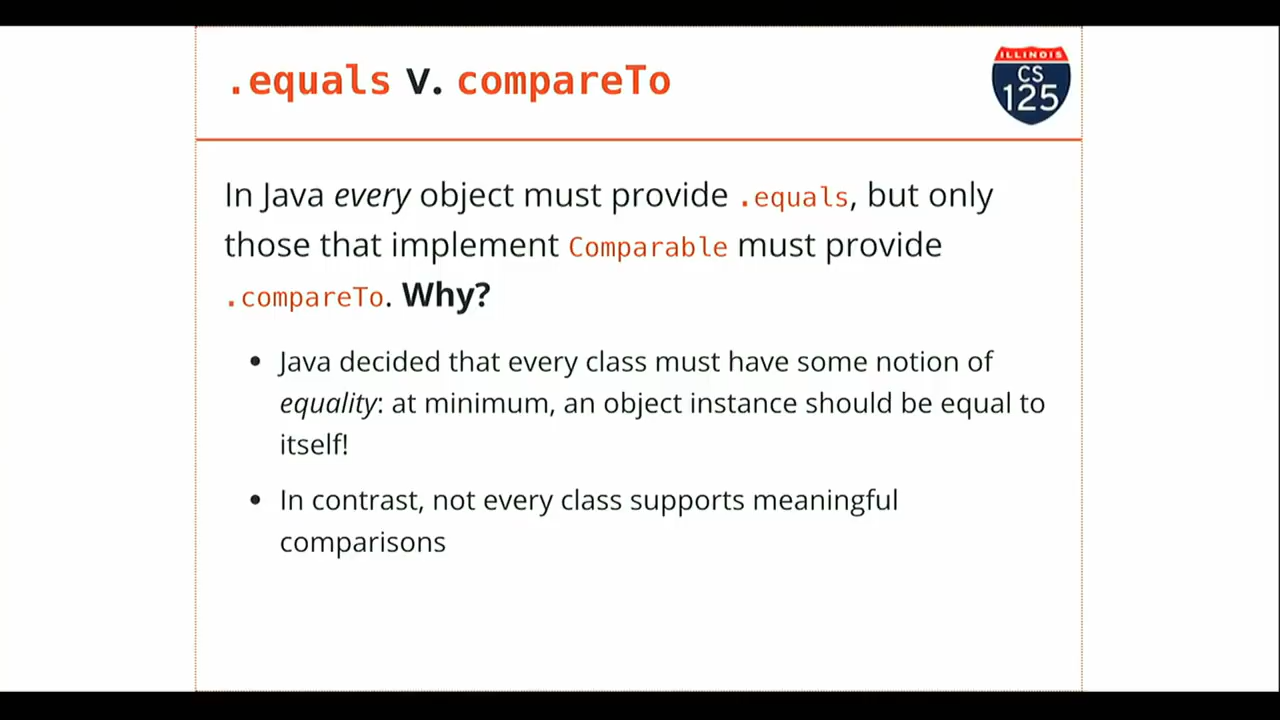 .equals v. compareTo
ILLINOIS
CS
125
In Java every object must provide .equals, but only
those that implement Comparable must provide
.compareTo. Why?
• Java decided that every class must have some notion of
equality: at minimum, an object instance should be equal to
itself!
• In contrast, not every class supports meaningful
comparisons